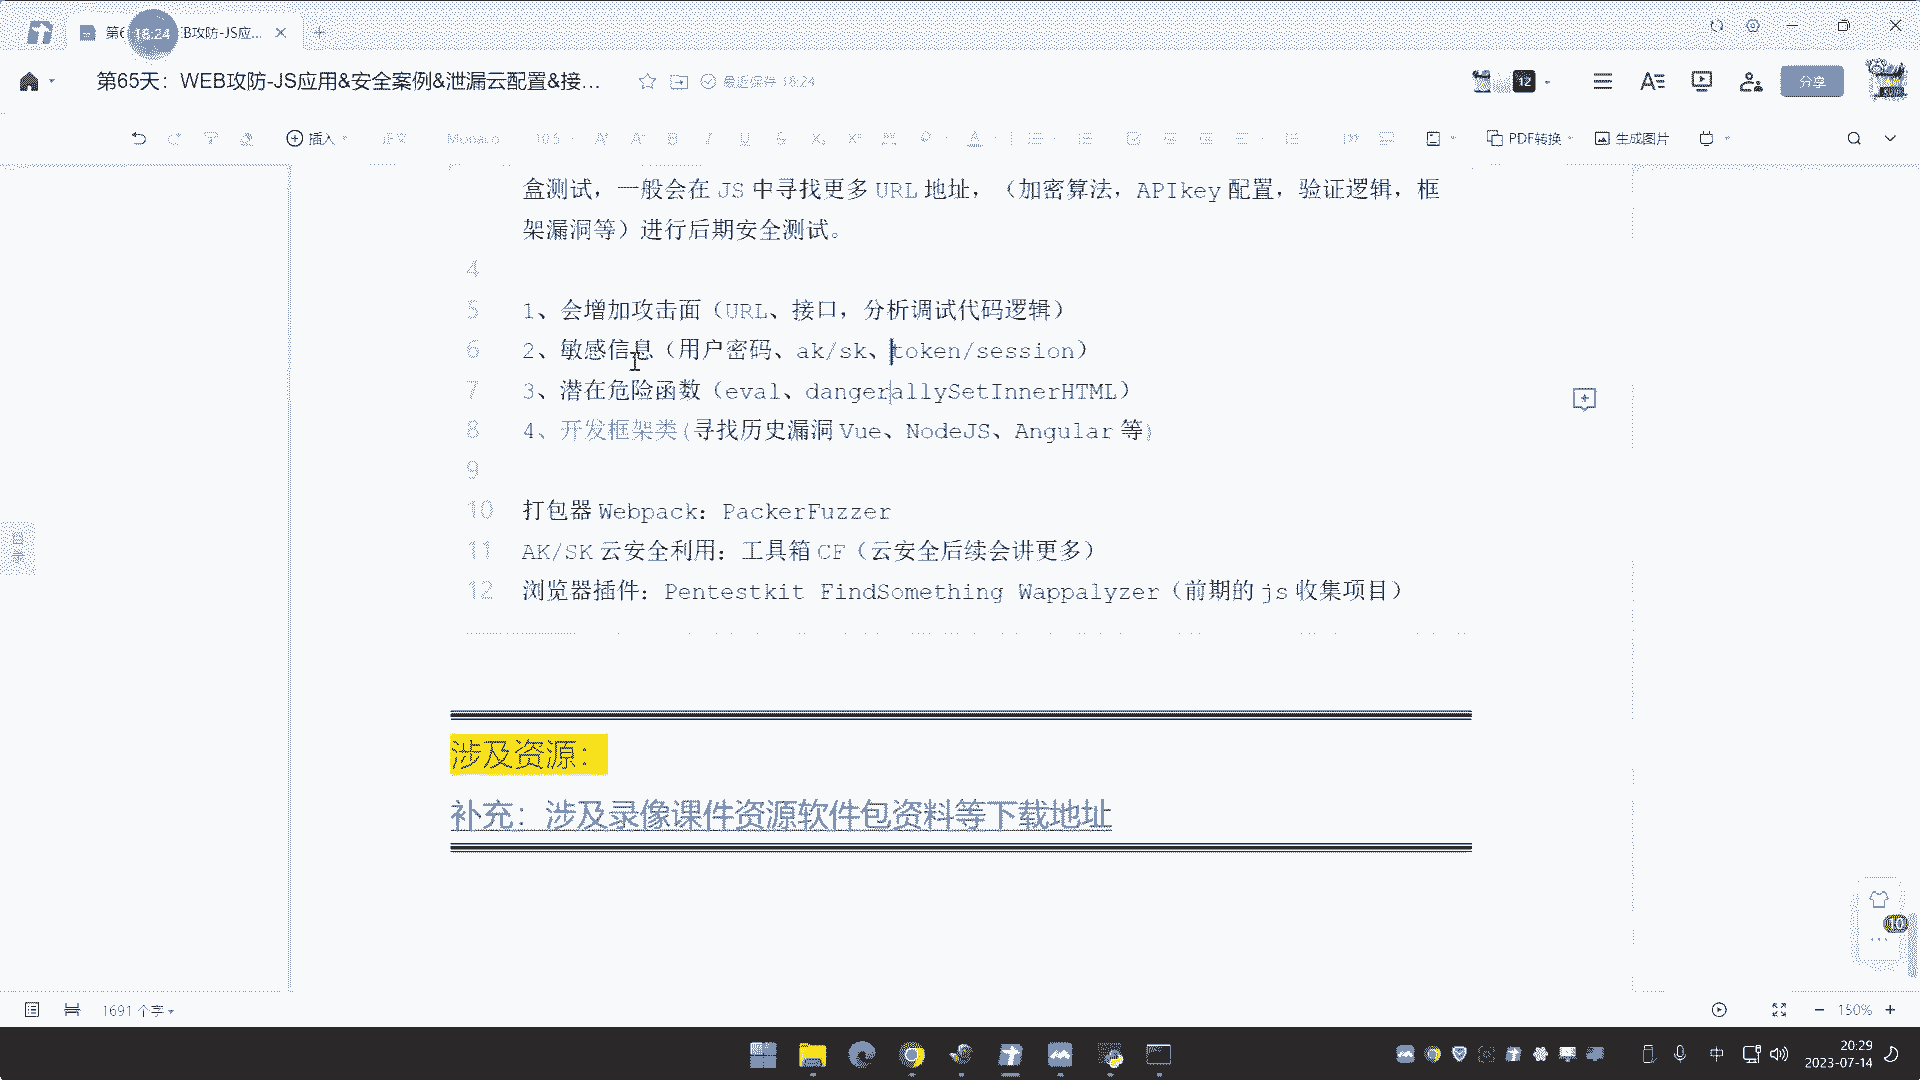 第6 B攻防-JS应...
18:24
第65天：WEB攻防-JS应用&安全案例&泄漏云配置&接...
最近保存 18:24
12
分享
插入 正文 Monaco 10.5 PDF转换 生成图片
盒测试，一般会在 JS 中寻找更多 URL 地址，（加密算法，APIkey 配置，验证逻辑，框
架漏洞等）进行后期安全测试。
4
5 1、会增加攻击面（URL、接口，分析调试代码逻辑）
6 2、敏感信息（用户密码、ak/sk、token/session）
7 3、潜在危险函数（eval、dangerallySetInnerHTML）
8 4、开发框架类(寻找历史漏洞 Vue、NodeJS、Angular 等)
9
10 打包器 Webpack：PackerFuzzer
11 AK/SK 云安全利用：工具箱 CF（云安全后续会讲更多）
12 浏览器插件：Pentestkit FindSomething Wappalyzer（前期的 js 收集项目）
目录
涉及资源：
补充：涉及录像课件资源软件包资料等下载地址
10
1691 个字
150%
中
20:29
2023-07-14